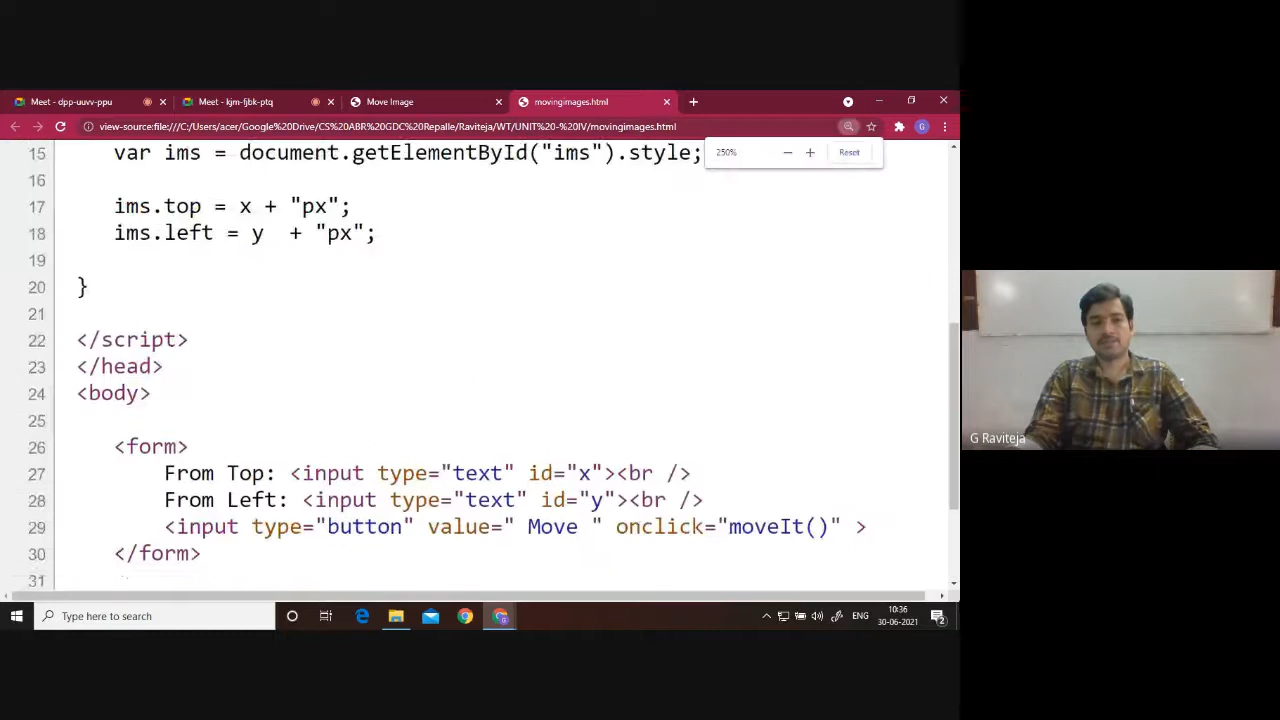 Meet - dpp-uuvv-ppu
Meet - kjm-fjbk-ptq
Move Image
movingimages.html
view-source:file:///C:/Users/acer/Google%20Drive/CS%20ABR%20GDC%20Repalle/Raviteja/WT/UNIT%20-%20IV/movingimages.html
250%
Reset
15 var ims = document.getElementById("ims").style;
16
17 ims.top = x + "px";
18 ims.left = y  + "px";
19
20 }
21
22 </script>
23 </head>
24 <body>
25
26 <form>
27 From Top: <input type="text" id="x"><br />
28 From Left: <input type="text" id="y"><br />
29 <input type="button" value=" Move " onclick="moveIt()" >
30 </form>
31
G Raviteja
Type here to search
ENG
10:36
30-06-2021
2